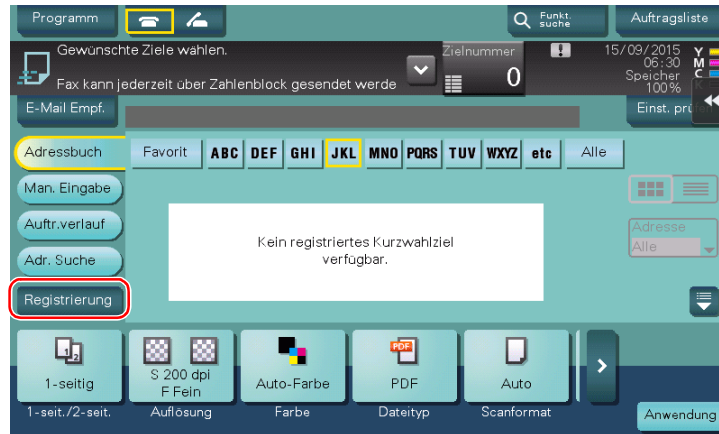 Programm
Funkt. suche
Auftragsliste
Gewünschte Ziele wählen.
Fax kann jederzeit über Zahlenblock gesendet werde
Zielnummer
0
15/09/2015
06:30
Speicher
100%
Y
M
C
K
E-Mail Empf.
Einst. prü
Adressbuch
Favorit ABC DEF GHI JKL MNO PQRS TUV WXYZ etc Alle
Man. Eingabe
Auftr.verlauf
Adr. Suche
Registrierung
Kein registriertes Kurzwahlziel
verfügbar.
Adresse
Alle
1-seitig
S 200 dpi
F Fein
Auto-Farbe
PDF
PDF
Auto
1-seit./2-seit.
Auflösung
Farbe
Dateityp
Scanformat
Anwendung